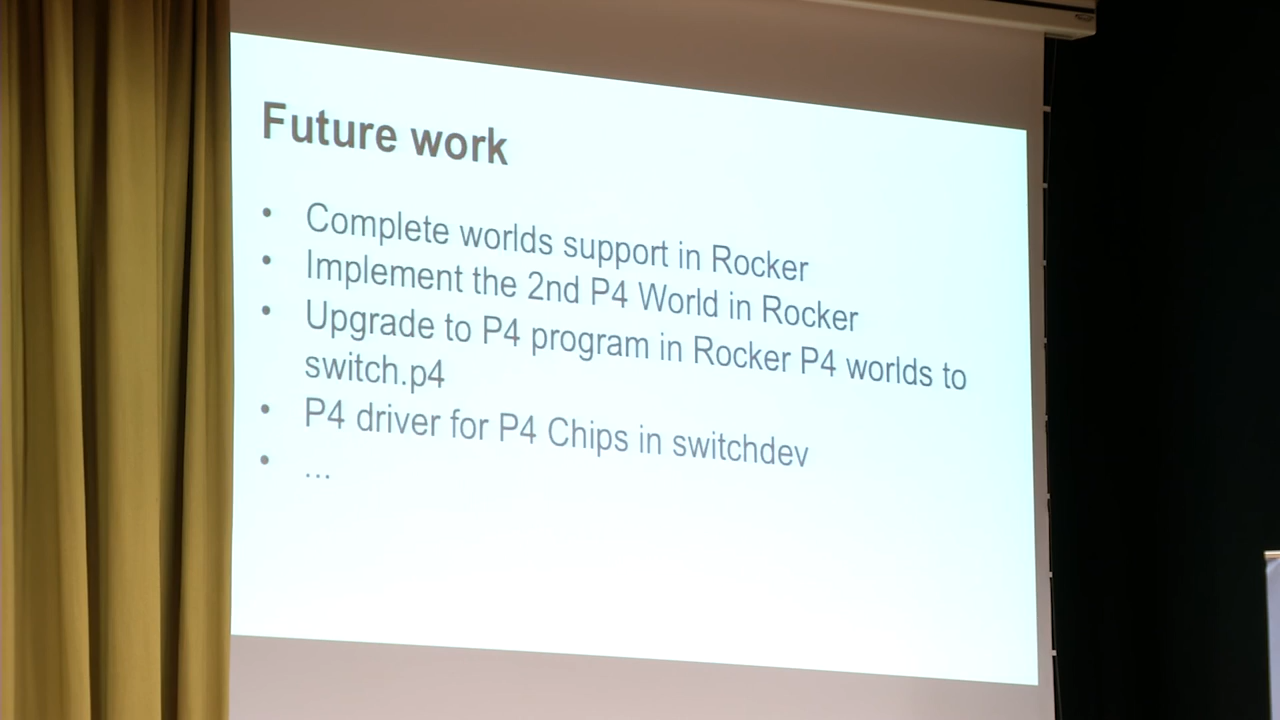 Future work
• Complete worlds support in Rocker
• Implement the 2nd P4 World in Rocker
• Upgrade to P4 program in Rocker P4 worlds to
switch.p4
• P4 driver for P4 Chips in switchdev
• ...